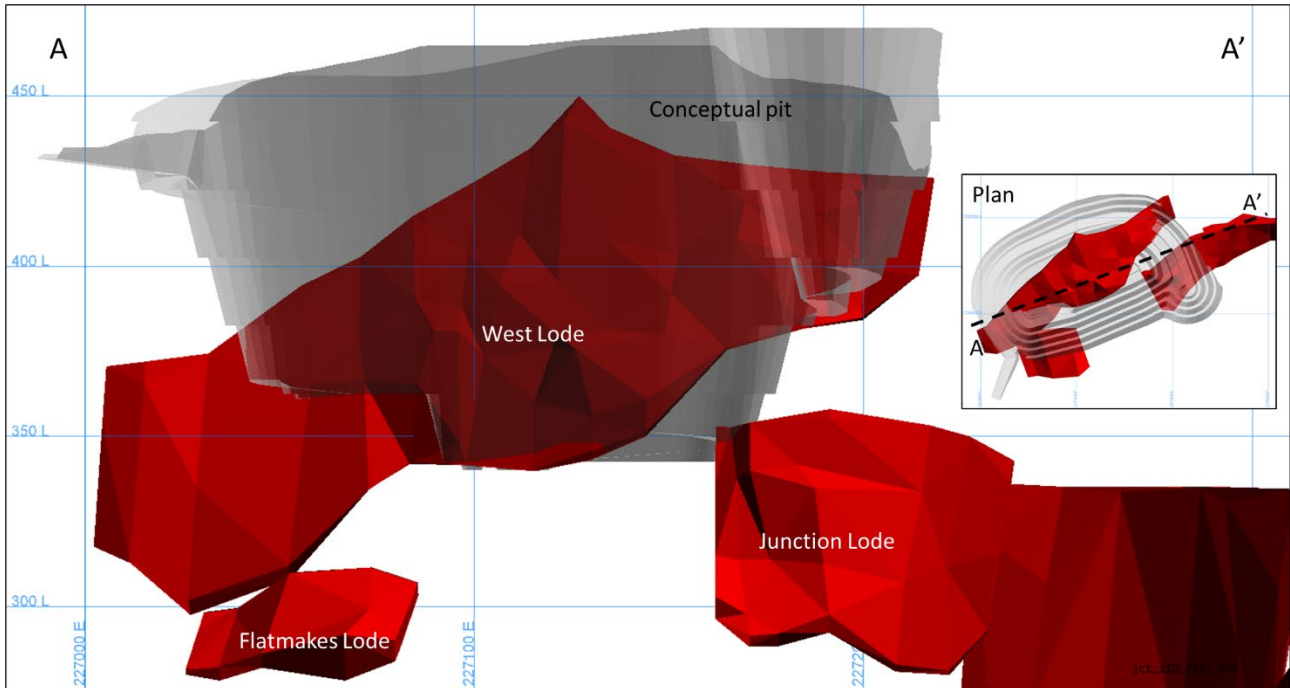 A
A’
450 L
Conceptual pit
Plan
A’
A
400 L
West Lode
350 L
Junction Lode
300 L
Flatmakes Lode
227000 E
227100 E